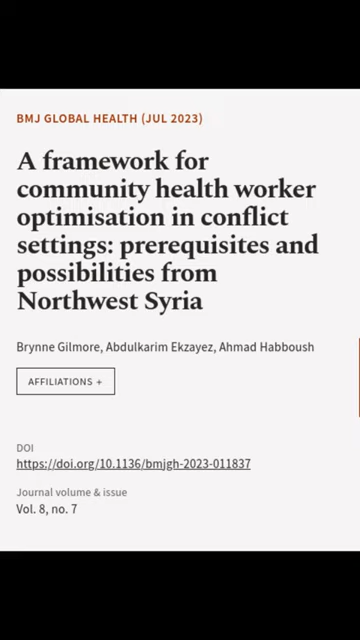 BMJ GLOBAL HEALTH (JUL 2023)
A framework for
community health worker
optimisation in conflict
settings: prerequisites and
possibilities from
Northwest Syria
Brynne Gilmore, Abdulkarim Ekzayez, Ahmad Habboush
AFFILIATIONS +
DOI
https://doi.org/10.1136/bmjgh-2023-011837
Journal volume & issue
Vol. 8, no. 7